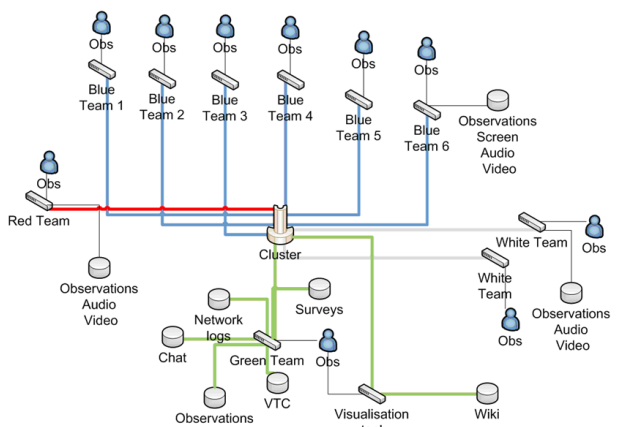 Obs
Obs
Obs
Obs
Obs
Obs
Blue
Team 1
Blue
Team 2
Blue
Team 3
Blue
Team 4
Blue
Team 5
Blue
Team 6
Observations
Screen
Audio
Video
Obs
Red Team
Observations
Audio
Video
Cluster
White Team
Obs
White
Team
Obs
Observations
Audio
Video
Network
logs
Surveys
Chat
Green Team
Obs
VTC
Observations
Visualisation
Wiki